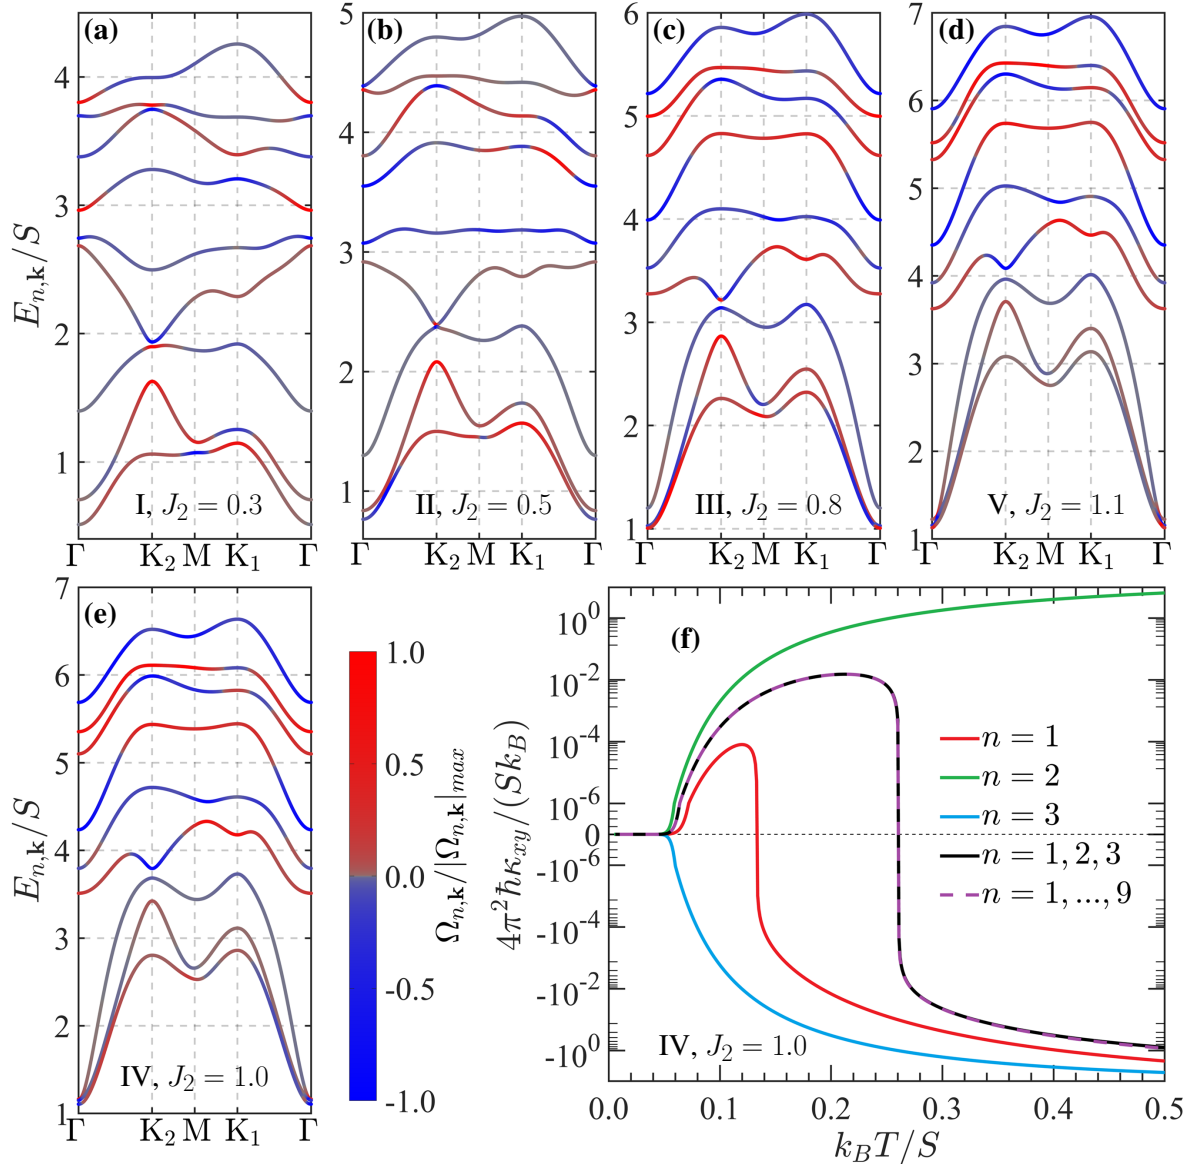 (a)
4
3
2
1
E_{n,k}/S
I, J_2 = 0.3
Γ K_2 M K_1 Γ
(b)
5
4
3
2
1
II, J_2 = 0.5
Γ K_2 M K_1 Γ
(c)
6
5
4
3
2
1
III, J_2 = 0.8
Γ K_2 M K_1 Γ
(d)
7
6
5
4
3
2
1
V, J_2 = 1.1
Γ K_2 M K_1 Γ
(e)
7
6
5
4
3
2
1
E_{n,k}/S
IV, J_2 = 1.0
Γ K_2 M K_1 Γ
1.0
0.5
0.0
-0.5
-1.0
Ω_{n,k}/|Ω_{n,k}|_{max}
(f)
10^0
10^{-2}
10^{-4}
10^{-6}
0
-10^{-6}
-10^{-4}
-10^{-2}
-10^0
4π^2ℏκ_{xy}/(Sk_B)
n = 1
n = 2
n = 3
n = 1, 2, 3
n = 1, ..., 9
IV, J_2 = 1.0
0.0 0.1 0.2 0.3 0.4 0.5
k_BT/S